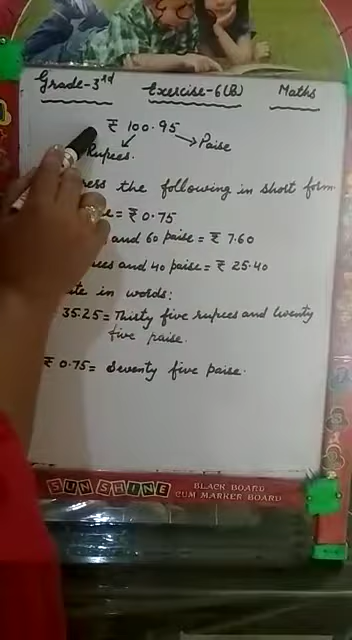 Grade-3rd Exercise-6(B) Maths
₹ 100.95
Rupees. Paise
the following in short form.
= ₹ 0.75
and 60 paise = ₹ 7.60
and 40 paise = ₹ 25.40
in words:
35.25 = Thirty five rupees and twenty
five paise.
₹ 0.75 = Seventy five paise.
SUNSHINE BLACK BOARD
CUM MARKER BOARD